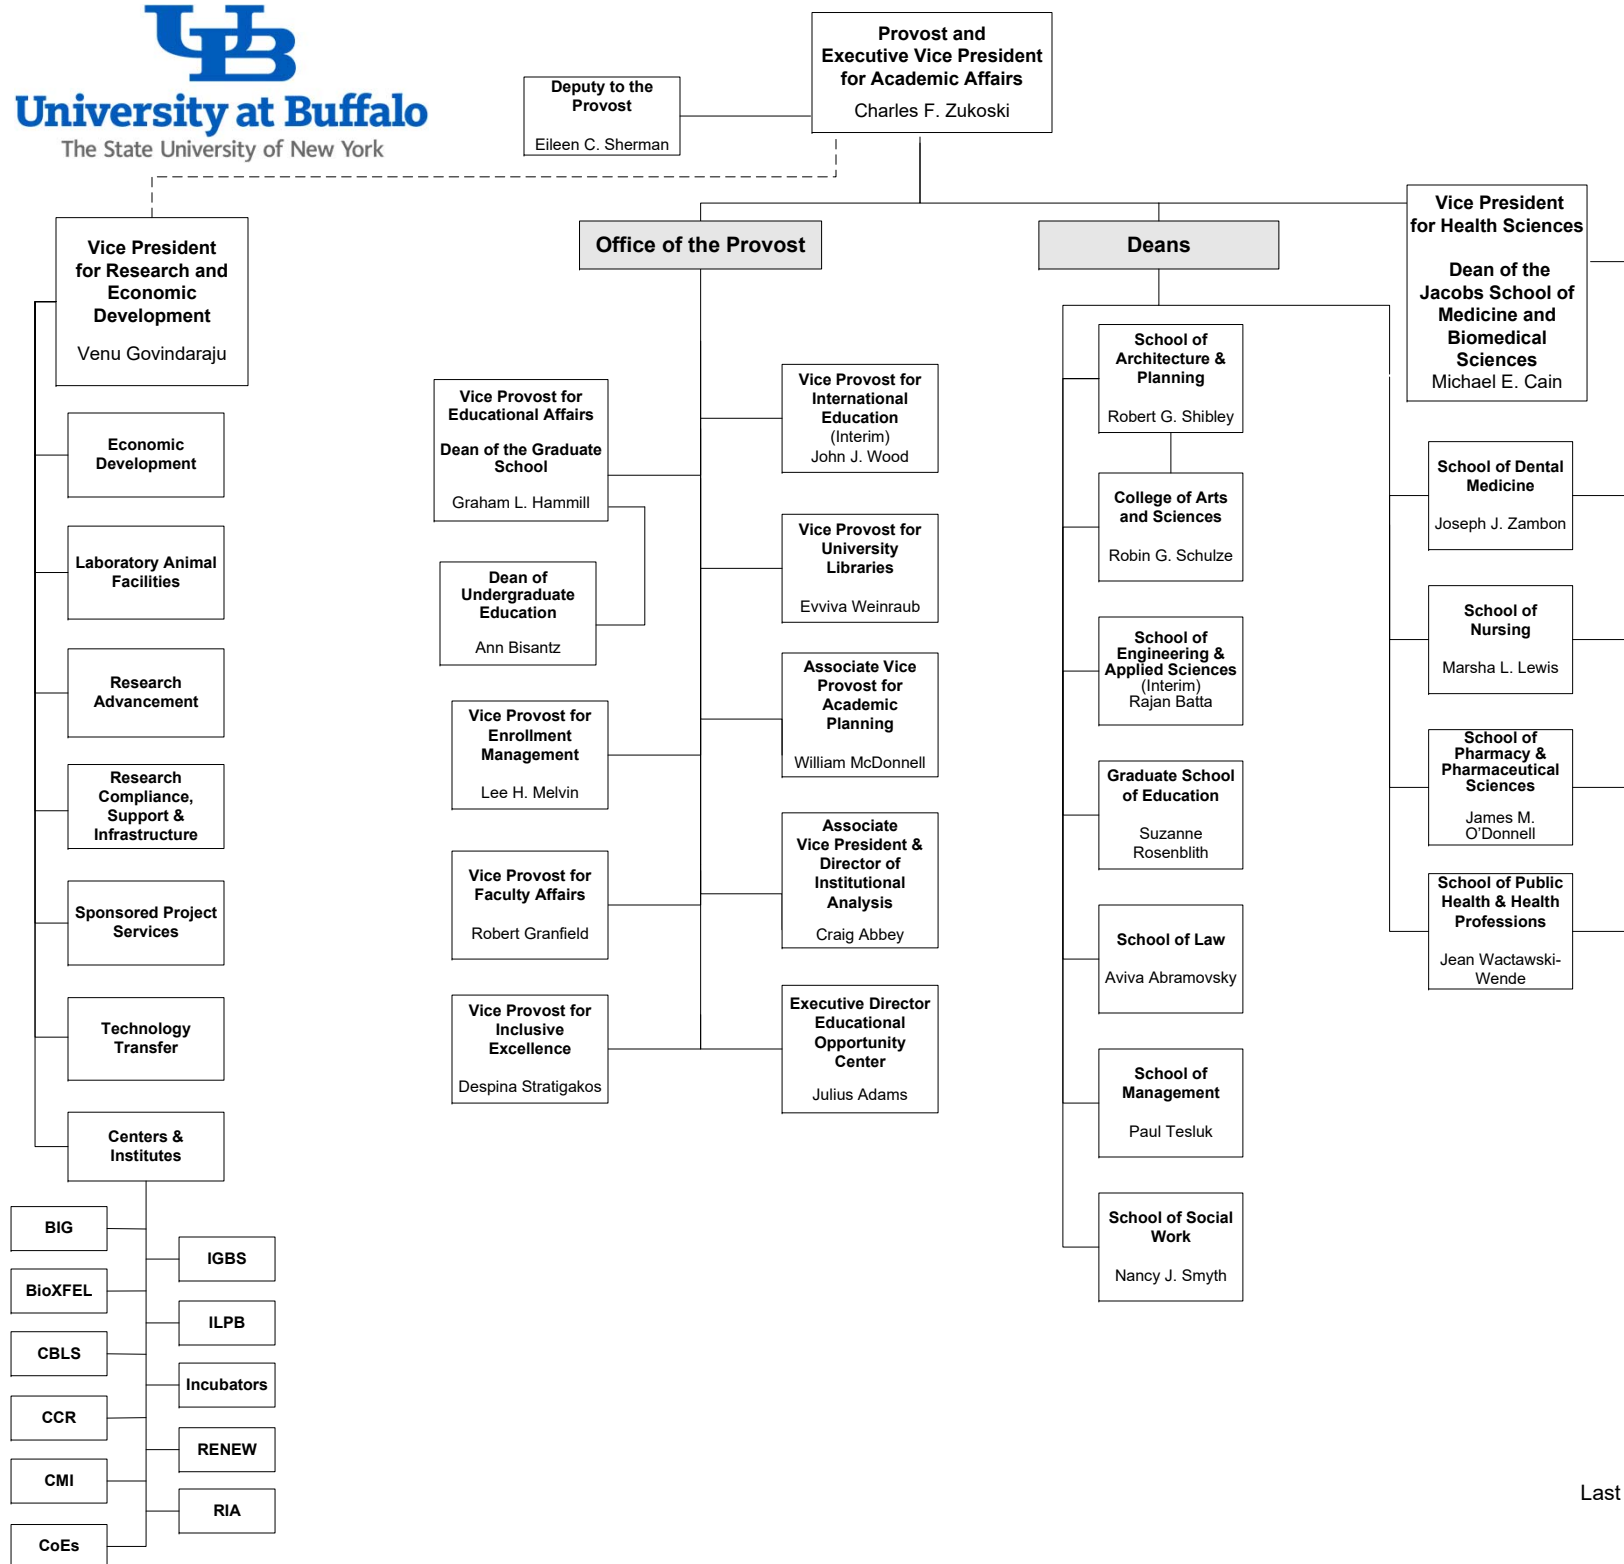 UB
University at Buffalo
The State University of New York
Provost and
Executive Vice President
for Academic Affairs
Charles F. Zukoski
Deputy to the
Provost
Eileen C. Sherman
Vice President
for Research and
Economic
Development
Venu Govindaraju
Economic
Development
Laboratory Animal
Facilities
Research
Advancement
Research
Compliance,
Support &
Infrastructure
Sponsored Project
Services
Technology
Transfer
Centers &
Institutes
BIG
IGBS
BioXFEL
ILPB
CBLS
Incubators
CCR
RENEW
CMI
RIA
CoEs
Office of the Provost
Vice Provost for
Educational Affairs
Dean of the Graduate
School
Graham L. Hammill
Dean of
Undergraduate
Education
Ann Bisantz
Vice Provost for
Enrollment
Management
Lee H. Melvin
Vice Provost for
Faculty Affairs
Robert Granfield
Vice Provost for
Inclusive
Excellence
Despina Stratigakos
Vice Provost for
International
Education
(Interim)
John J. Wood
Vice Provost for
University
Libraries
Evviva Weinraub
Associate Vice
Provost for
Academic
Planning
William McDonnell
Associate
Vice President &
Director of
Institutional
Analysis
Craig Abbey
Executive Director
Educational
Opportunity
Center
Julius Adams
Deans
School of
Architecture &
Planning
Robert G. Shibley
College of Arts
and Sciences
Robin G. Schulze
School of
Engineering &
Applied Sciences
(Interim)
Rajan Batta
Graduate School
of Education
Suzanne
Rosenblith
School of Law
Aviva Abramovsky
School of
Management
Paul Tesluk
School of Social
Work
Nancy J. Smyth
Vice President
for Health Sciences
Dean of the
Jacobs School of
Medicine and
Biomedical
Sciences
Michael E. Cain
School of Dental
Medicine
Joseph J. Zambon
School of
Nursing
Marsha L. Lewis
School of
Pharmacy &
Pharmaceutical
Sciences
James M.
O'Donnell
School of Public
Health & Health
Professions
Jean Wactawski-
Wende
Last